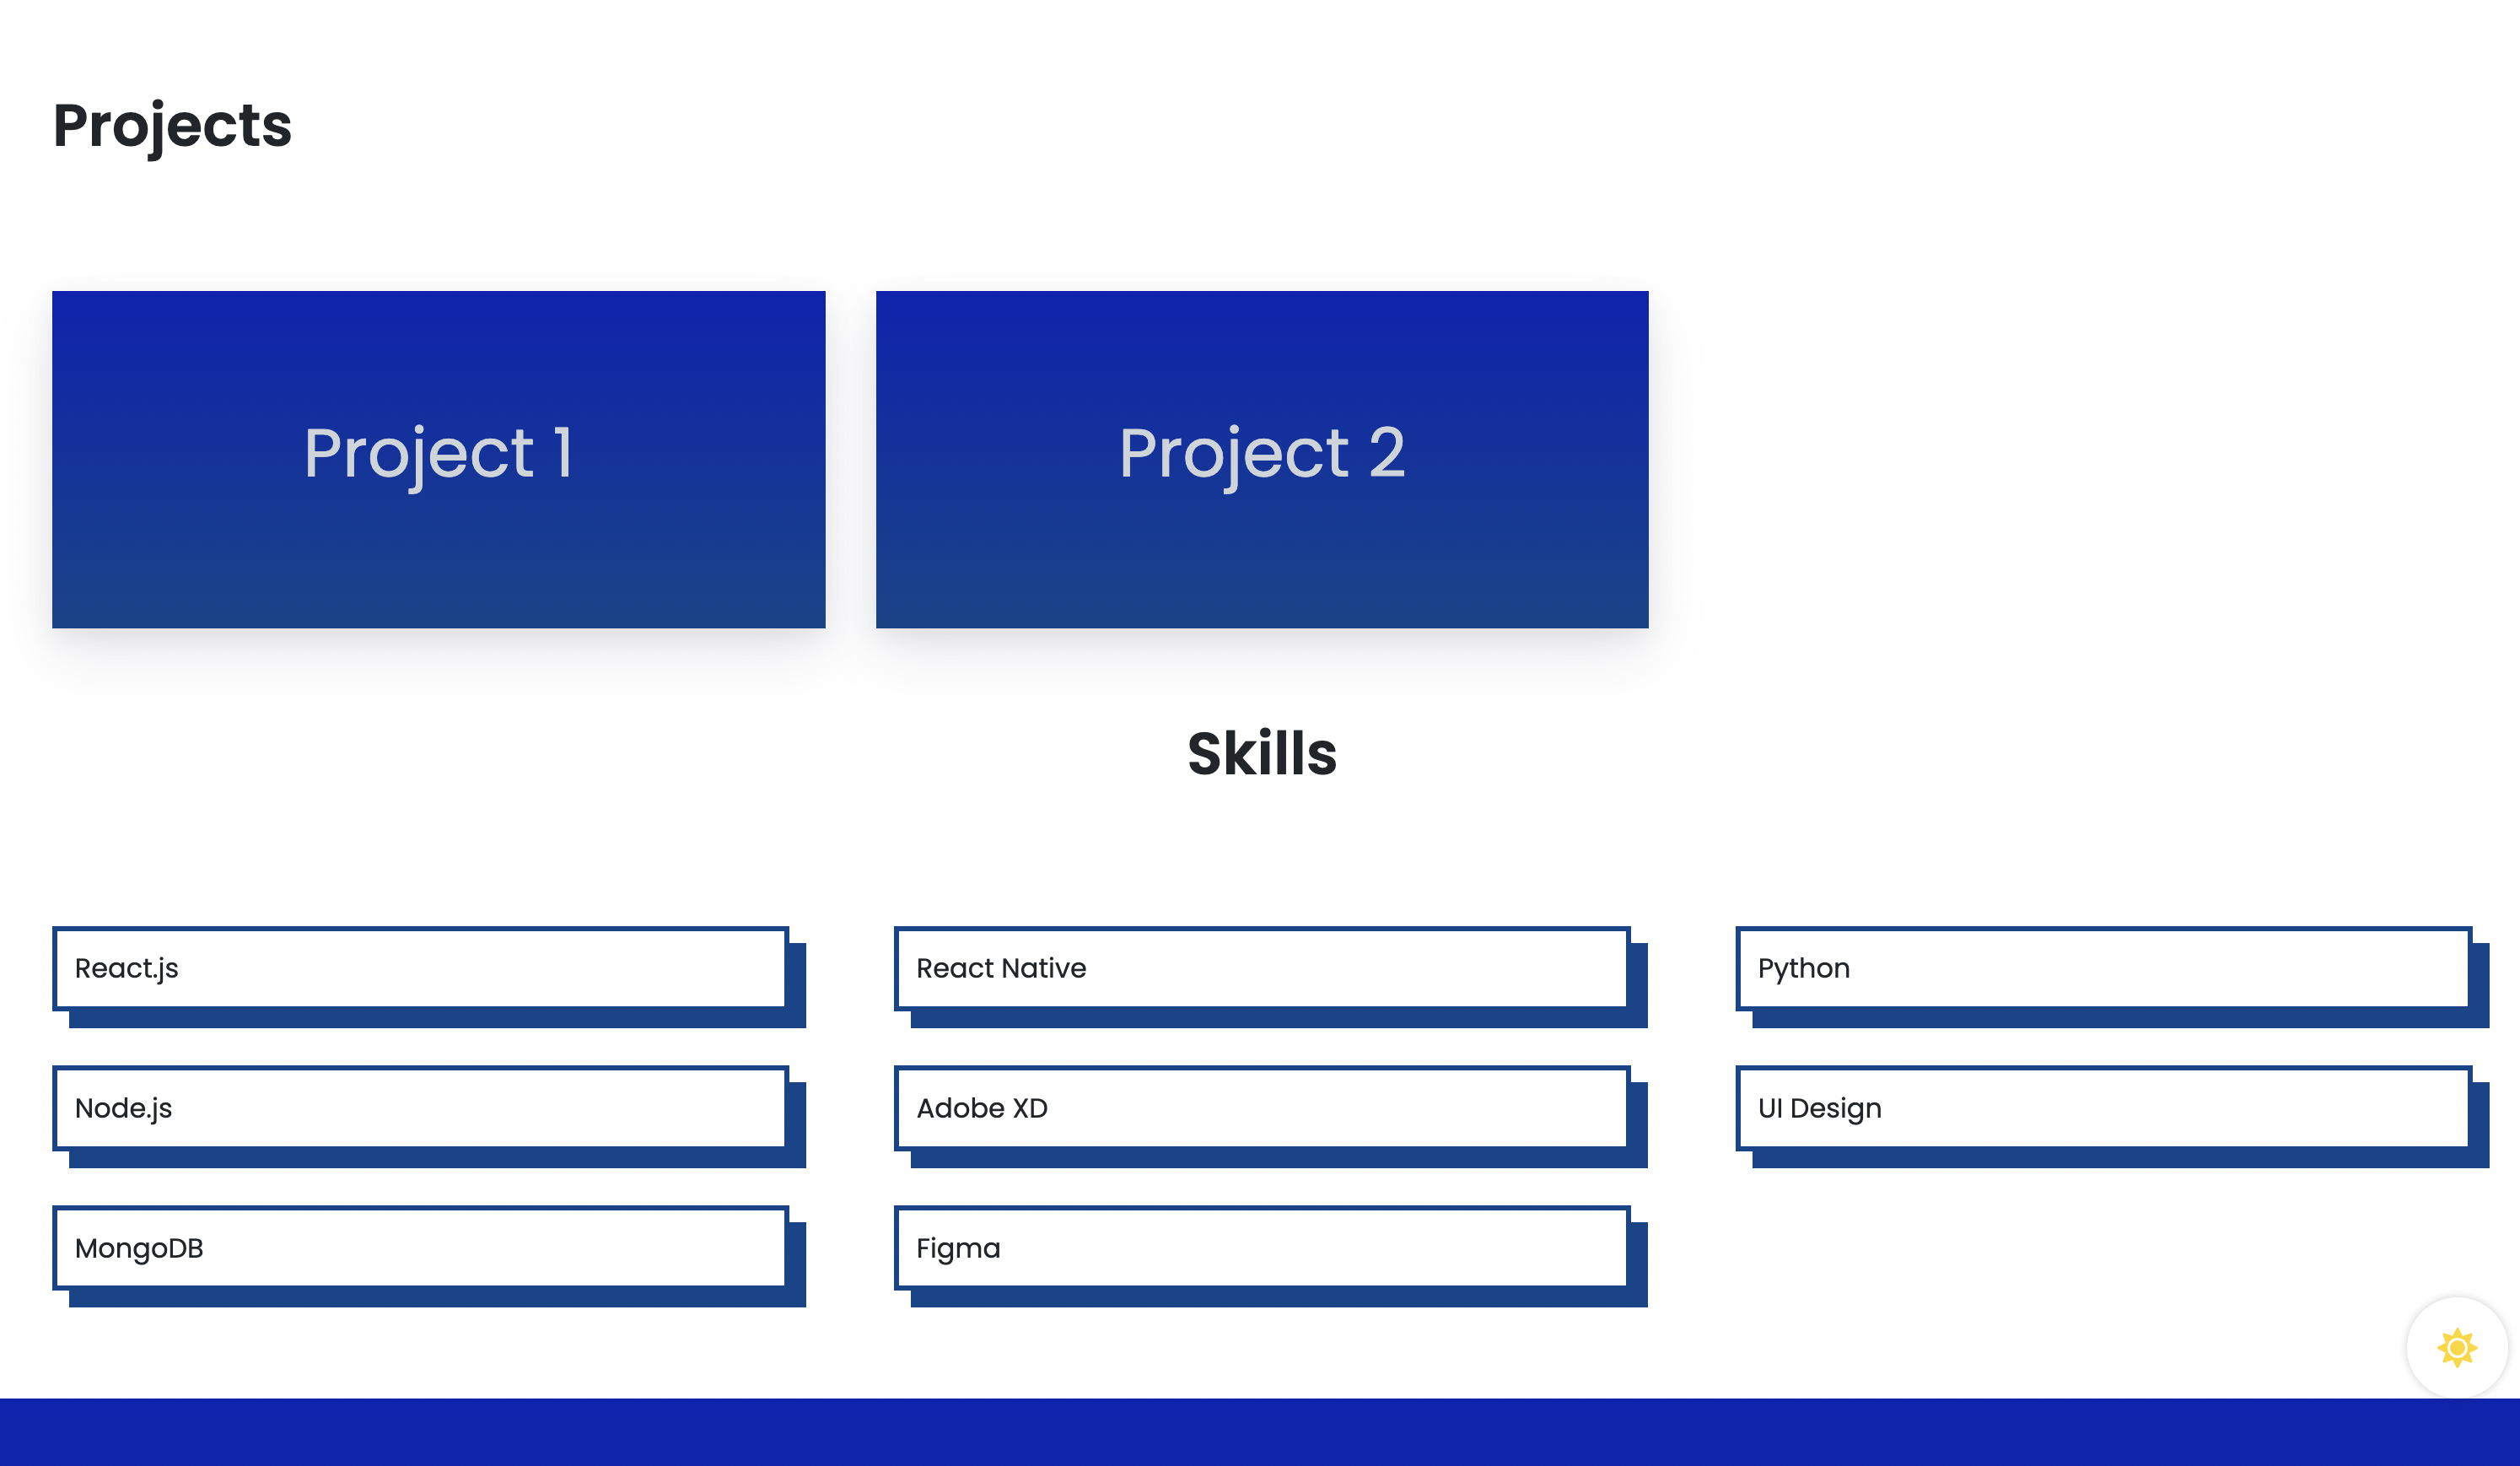 Projects
Project 1
Project 2
Skills
React.js
React Native
Python
Node.js
Adobe XD
UI Design
MongoDB
Figma